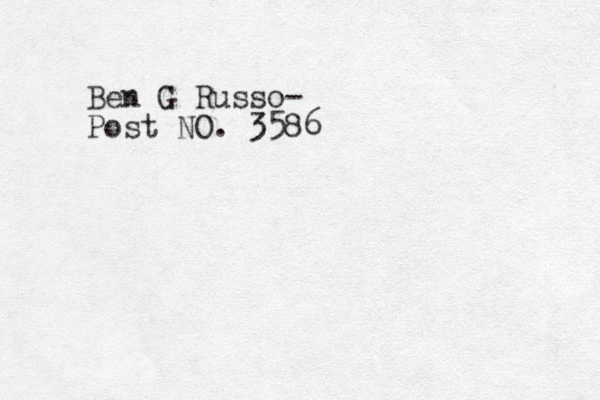 Ben G Russo-
Post NO. 3586